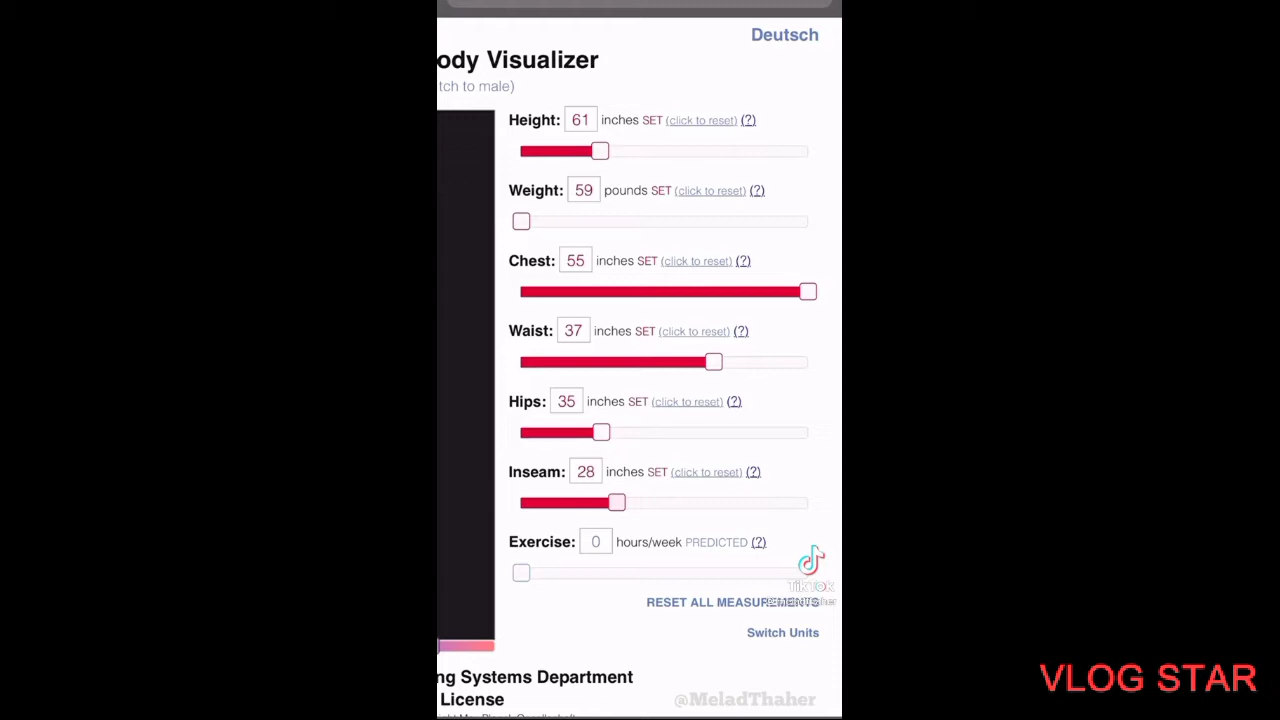 Deutsch
ody Visualizer
tch to male)
Height: 61 inches SET (click to reset) (?)
Weight: 59 pounds SET (click to reset) (?)
Chest: 55 inches SET (click to reset) (?)
Waist: 37 inches SET (click to reset) (?)
Hips: 35 inches SET (click to reset) (?)
Inseam: 28 inches SET (click to reset) (?)
Exercise: 0 hours/week PREDICTED (?)
TikTok
RESET ALL MEASUREMENTS
Switch Units
ng Systems Department
License
@MeladThaher
VLOG STAR